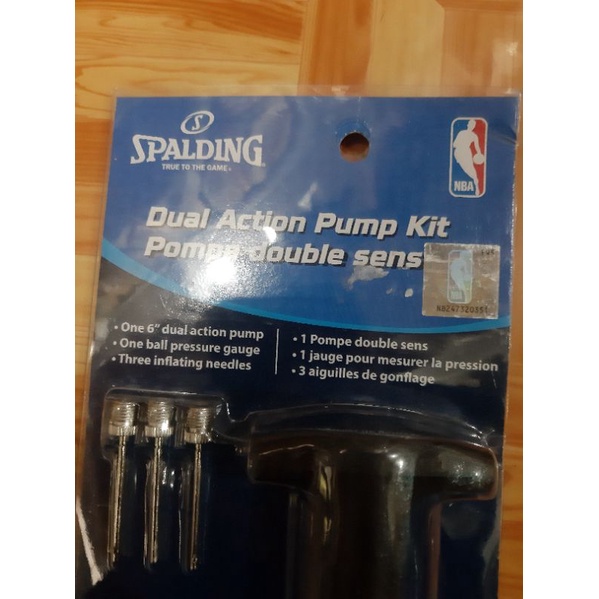 S
SPALDING
TRUE TO THE GAME®
NBA
Dual Action Pump Kit
Pompe double sens
• One 6" dual action pump
• One ball pressure gauge
• Three inflating needles
• 1 Pompe double sens
• 1 jauge pour mesurer la pression
• 3 aiguilles de gonflage